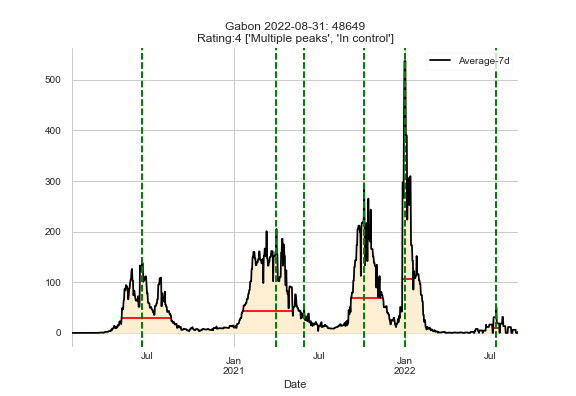 Gabon 2022-08-31: 48649
Rating:4 ['Multiple peaks', 'In control']
Average-7d
500
400
300
200
100
0
Jul
Jan
2021
Jul
Jan
2022
Jul
Date